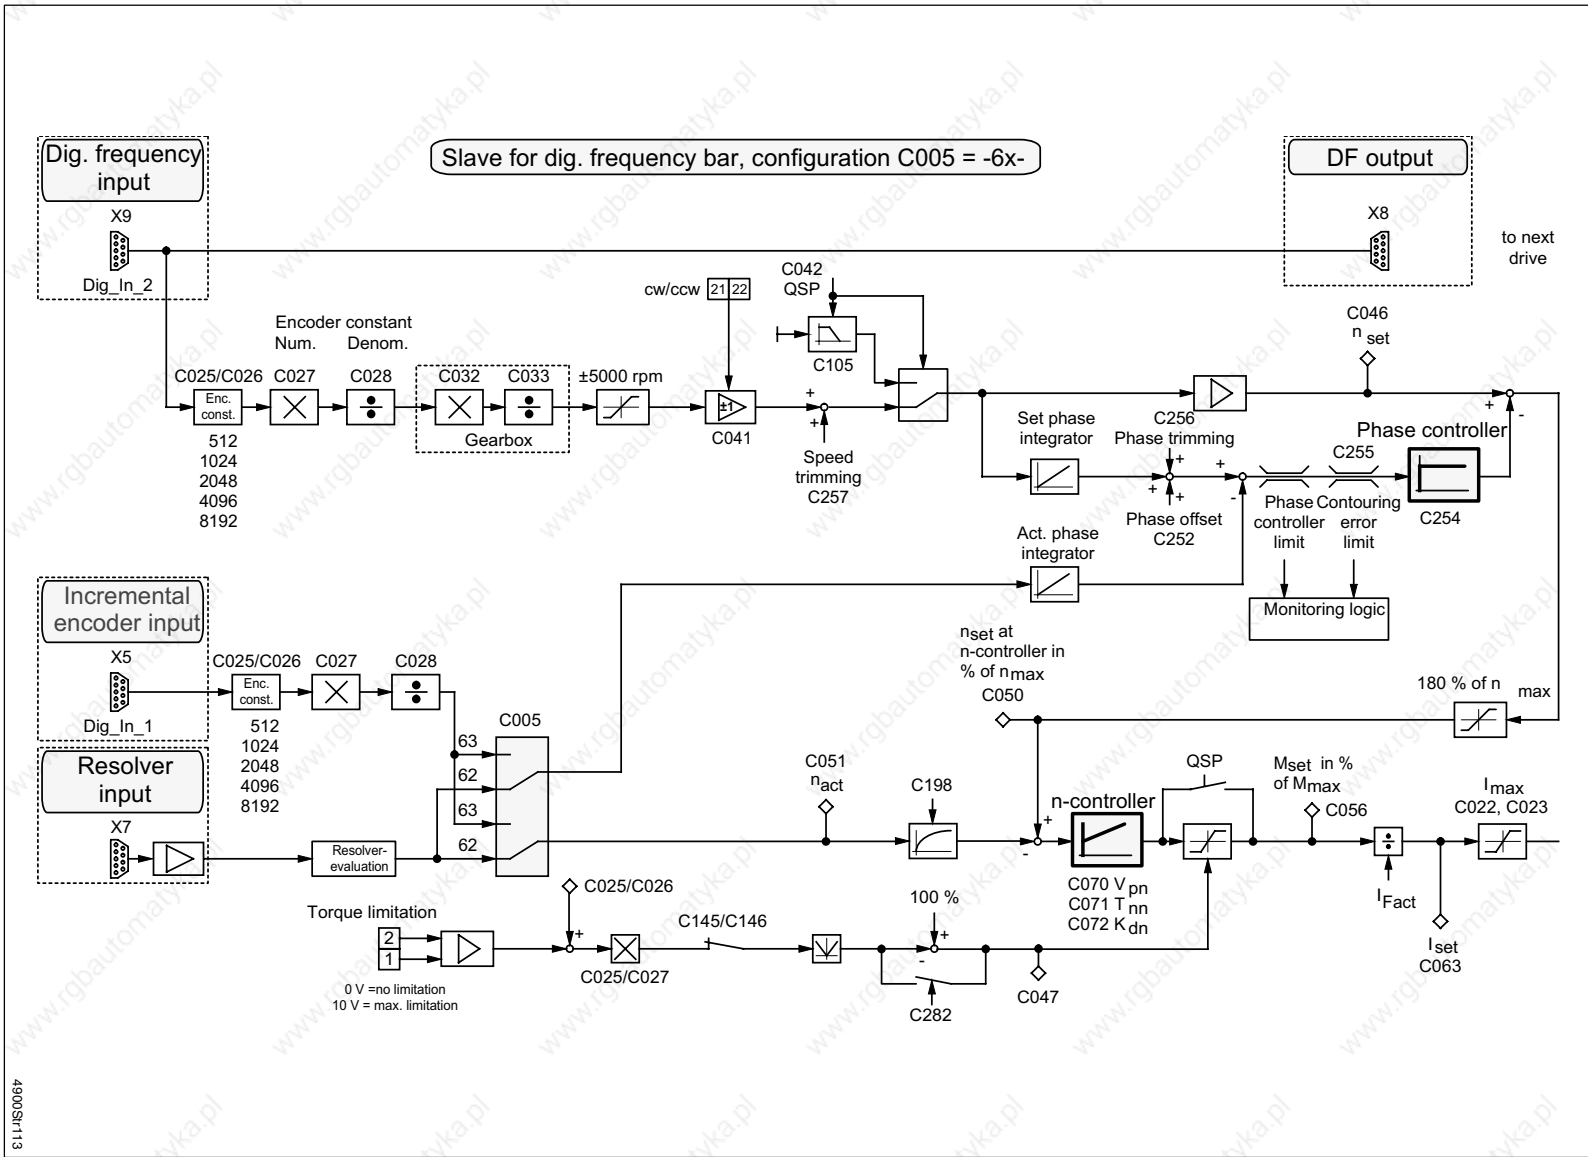 Slave for dig. frequency bar, configuration C005 = -6x-
Dig. frequency
input
X9
Dig_In_2
DF output
X8
to next
drive
cw/ccw
21 22
C042
QSP
C105
C046
n set
Encoder constant
Num.
Denom.
C025/C026
Enc.
const.
512
1024
2048
4096
8192
C027
C028
C032
C033
Gearbox
±5000 rpm
±1
C041
+
+
Speed
trimming
C257
Set phase
integrator
C256
Phase trimming
+
+
+
Phase offset
C252
+
-
Phase
controller
limit
C255
Contouring
error
limit
Phase controller
C254
+
-
Act. phase
integrator
Monitoring logic
Incremental
encoder input
X5
Dig_In_1
C025/C026
Enc.
const.
512
1024
2048
4096
8192
C027
C028
C005
63
62
63
62
Resolver
input
X7
Resolver-
evaluation
nset at
n-controller in
% of nmax
C050
180 % of n max
C051
nact
C198
+
-
n-controller
C070 Vpn
C071 Tnn
C072 Kdn
QSP
Mset in %
of Mmax
C056
IFact
Imax
C022, C023
Iset
C063
Torque limitation
2
1
0 V =no limitation
10 V = max. limitation
C025/C026
+
C025/C027
C145/C146
100 %
+
-
C282
C047
4900Str113
www.rgbautomatyka.pl